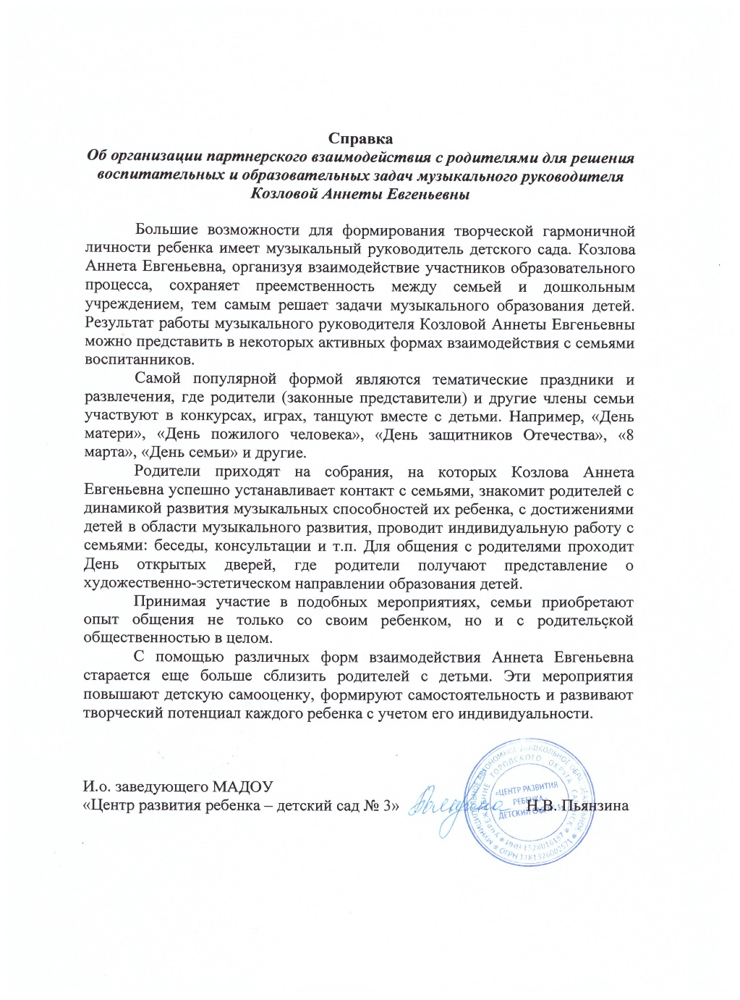 Справка
Об организации партнерского взаимодействия с родителями для решения
воспитательных и образовательных задач музыкального руководителя
Козловой Аннеты Евгеньевны
Большие возможности для формирования творческой гармоничной
личности ребенка имеет музыкальный руководитель детского сада. Козлова
Аннета Евгеньевна, организуя взаимодействие участников образовательного
процесса, сохраняет преемственность между семьей и дошкольным
учреждением, тем самым решает задачи музыкального образования детей.
Результат работы музыкального руководителя Козловой Аннеты Евгеньевны
можно представить в некоторых активных формах взаимодействия с семьями
воспитанников.
Самой популярной формой являются тематические праздники и
развлечения, где родители (законные представители) и другие члены семьи
участвуют в конкурсах, играх, танцуют вместе с детьми. Например, «День
матери», «День пожилого человека», «День защитников Отечества», «8
марта», «День семьи» и другие.
Родители приходят на собрания, на которых Козлова Аннета
Евгеньевна успешно устанавливает контакт с семьями, знакомит родителей с
динамикой развития музыкальных способностей их ребенка, с достижениями
детей в области музыкального развития, проводит индивидуальную работу с
семьями: беседы, консультации и т.п. Для общения с родителями проходит
День открытых дверей, где родители получают представление о
художественно-эстетическом направлении образования детей.
Принимая участие в подобных мероприятиях, семьи приобретают
опыт общения не только со своим ребенком, но и с родительской
общественностью в целом.
С помощью различных форм взаимодействия Аннета Евгеньевна
старается еще больше сблизить родителей с детьми. Эти мероприятия
повышают детскую самооценку, формируют самостоятельность и развивают
творческий потенциал каждого ребенка с учетом его индивидуальности.
И.о. заведующего МАДОУ
«Центр развития ребенка – детский сад № 3» Н.В. Пьянзина
МУНИЦИПАЛЬНОЕ АВТОНОМНОЕ ДОШКОЛЬНОЕ
УЧРЕЖДЕНИЕ ГОРОДСКОГО ОКРУГА
«ЦЕНТР РАЗВИТИЯ
РЕБЕНКА
ДЕТСКИЙ САД
ИНН 1328016187